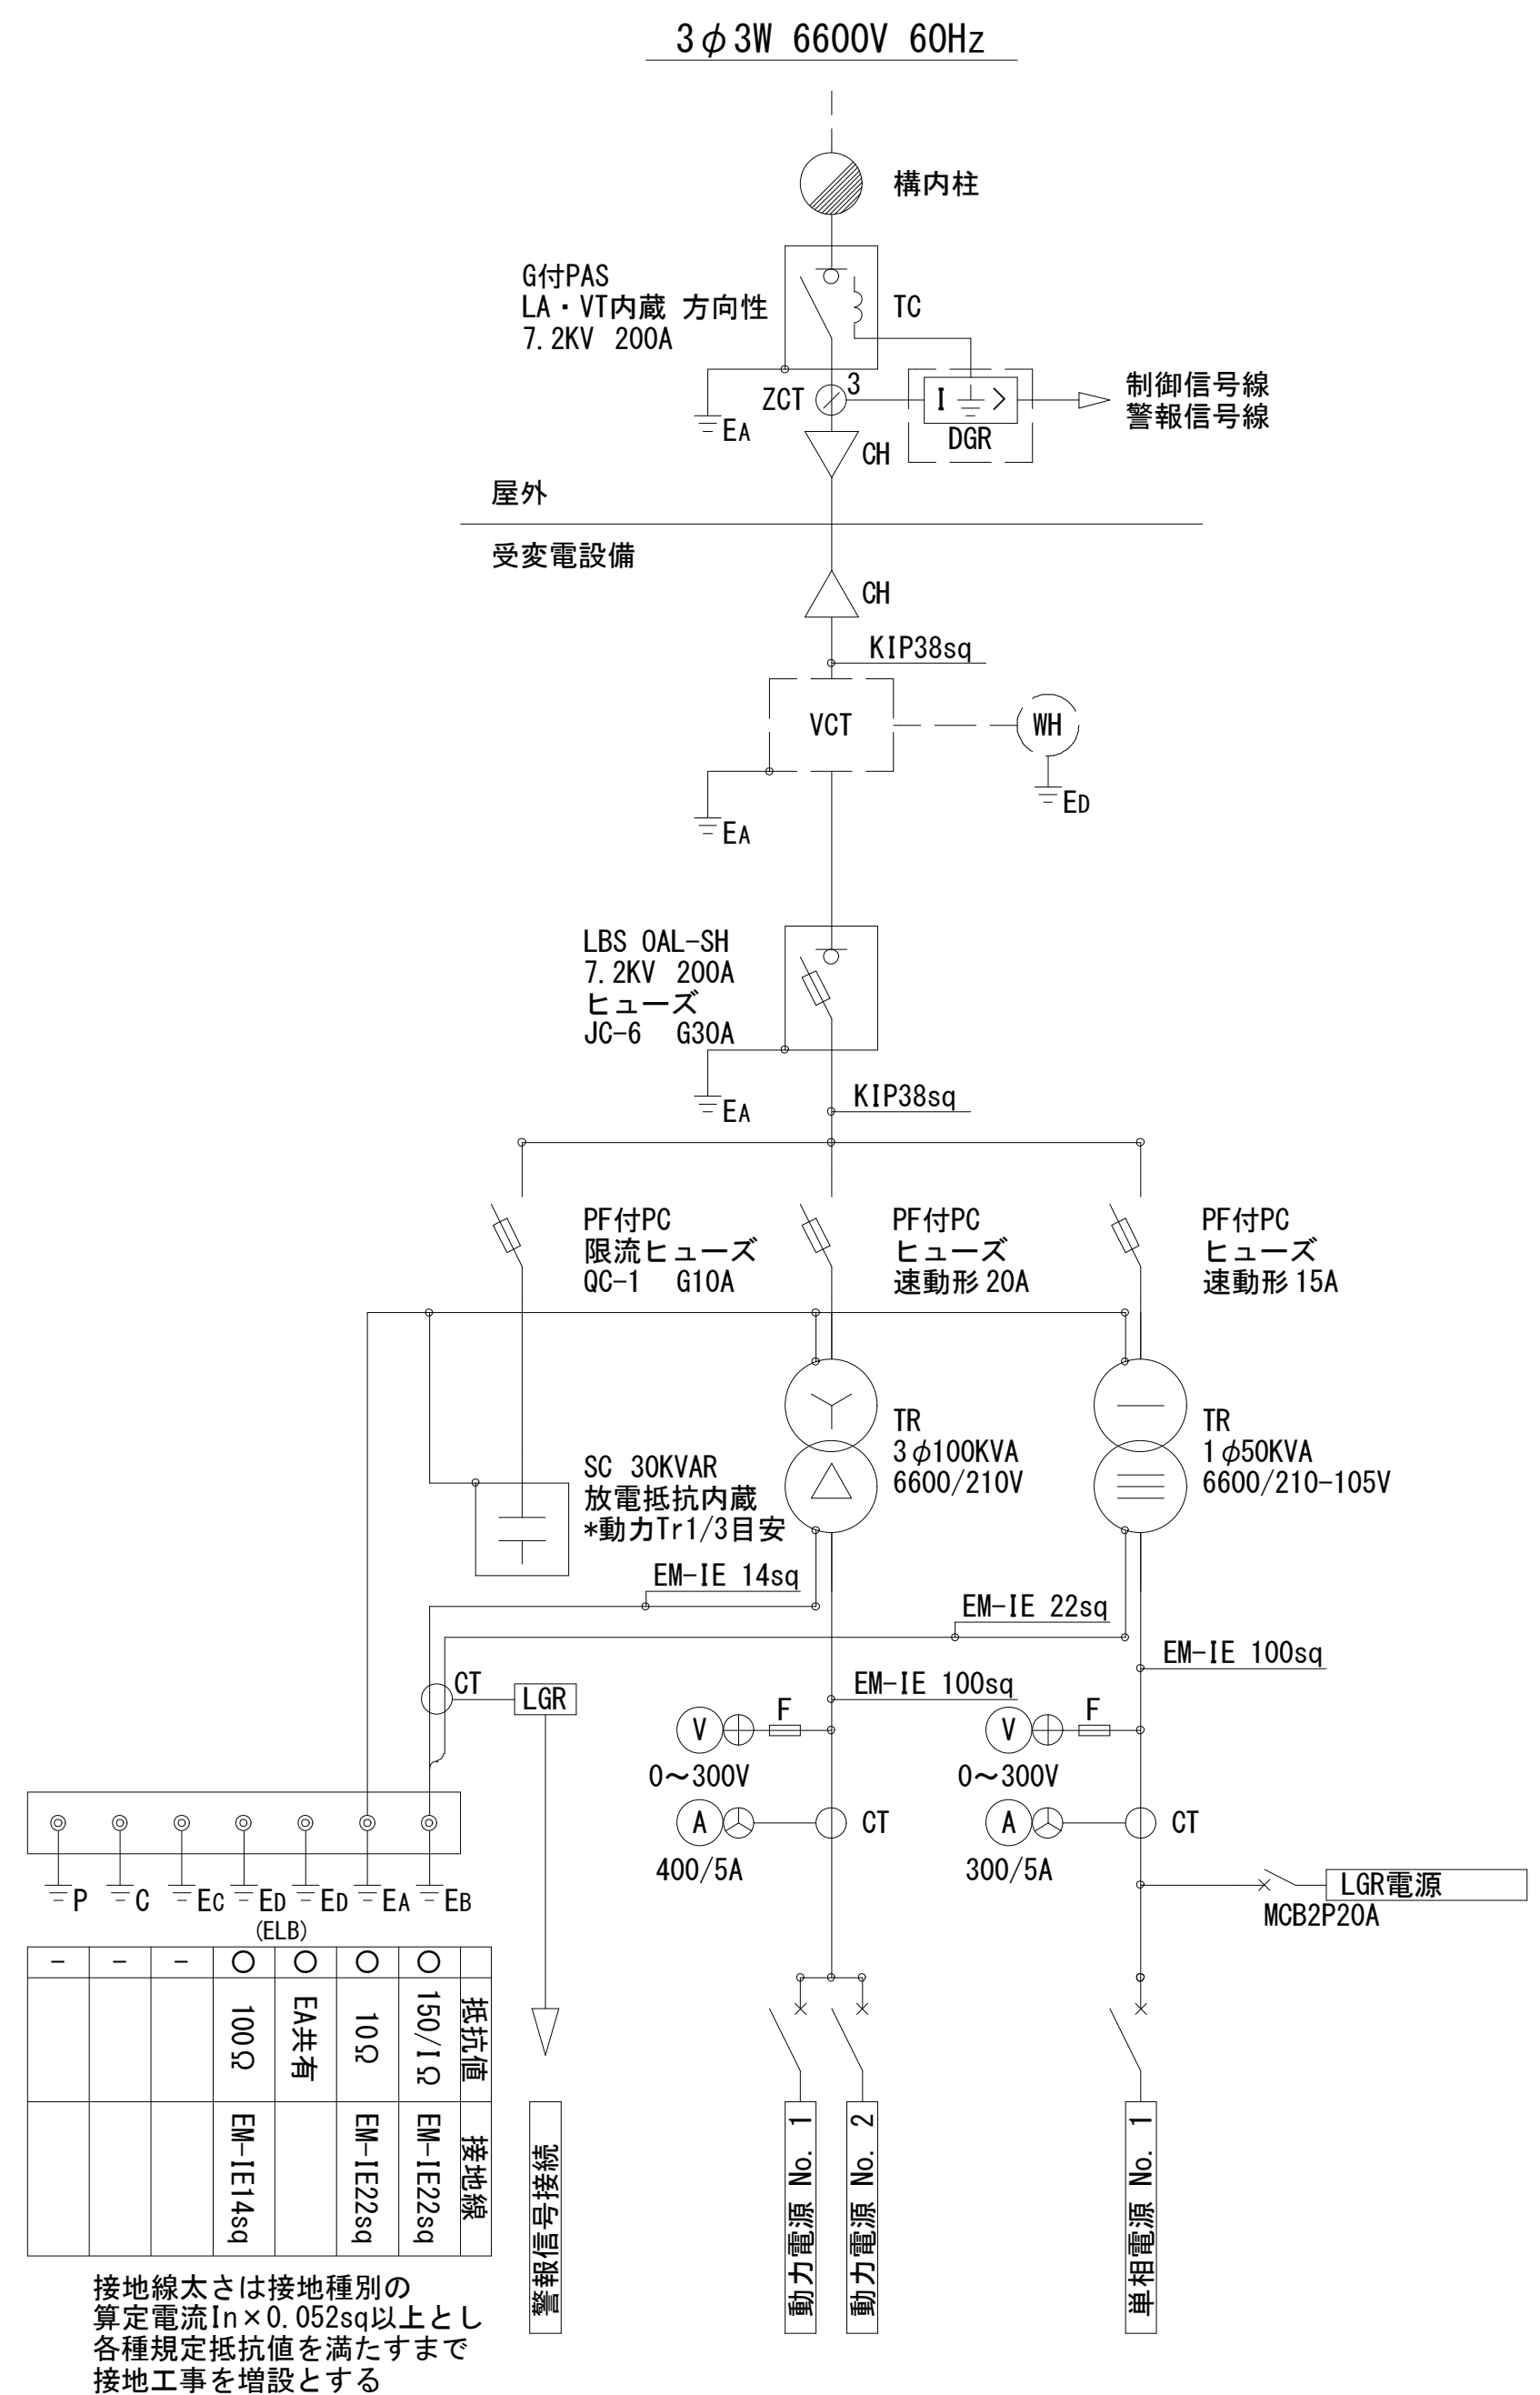 3φ3W 6600V 60Hz
構内柱
G付PAS
LA・VT内蔵 方向性
7.2KV 200A
TC
ZCT
3
I >
DGR
制御信号線
警報信号線
EA
CH
屋外
受変電設備
CH
KIP38sq
VCT
WH
ED
EA
LBS OAL-SH
7.2KV 200A
ヒューズ
JC-6 G30A
EA
KIP38sq
PF付PC
限流ヒューズ
QC-1 G10A
PF付PC
ヒューズ
速動形20A
PF付PC
ヒューズ
速動形15A
TR
3φ100KVA
6600/210V
TR
1φ50KVA
6600/210-105V
SC 30KVAR
放電抵抗内蔵
*動力Tr1/3目安
EM-IE 14sq
EM-IE 22sq
EM-IE 100sq
EM-IE 100sq
CT
LGR
V
F
0〜300V
A
CT
400/5A
V
F
0〜300V
A
CT
300/5A
LGR電源
MCB2P20A
P
C
EC
ED
(ELB)
ED
EA
EB
- - - ○ ○ ○ ○
抵抗値
150/IΩ
10Ω
EA共有
100Ω
接地線
EM-IE22sq
EM-IE22sq
EM-IE14sq
警報信号接続
動力電源 No. 1
動力電源 No. 2
単相電源 No. 1
接地線太さは接地種別の
算定電流In×0.052sq以上とし
各種規定抵抗値を満たすまで
接地工事を増設とする